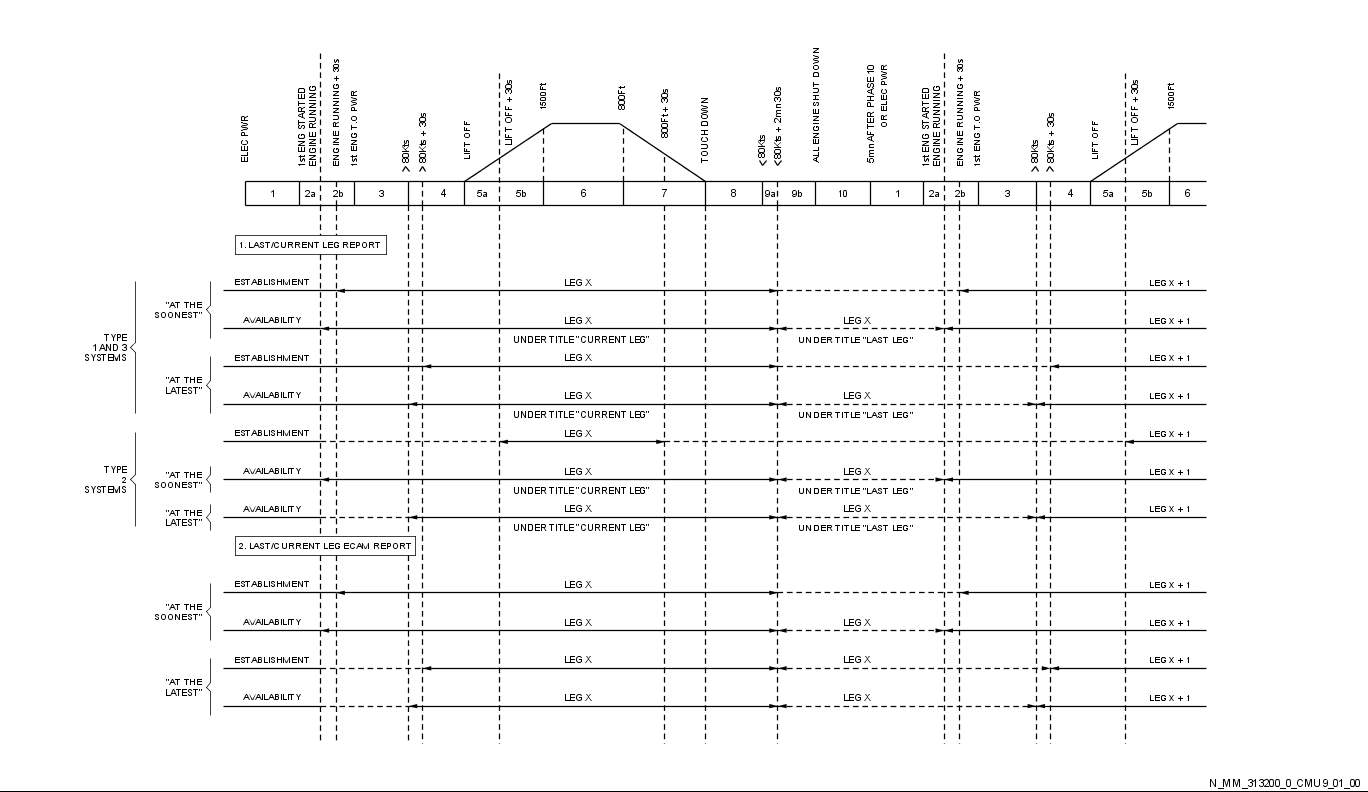 ELEC PWR
1st ENG STARTED
ENGINE RUNNING
ENGINE RUNNING + 30s
1st ENG T.O PWR
> 80Kts
> 80Kts + 30s
LIFT OFF
LIFT OFF + 30s
1500Ft
800Ft
800Ft + 30s
TOUCH DOWN
< 80Kts
< 80Kts + 2mn 30s
ALL ENGINE SHUT DOWN
5mn AFTER PHASE 10
OR ELEC PWR
1st ENG STARTED
ENGINE RUNNING
ENGINE RUNNING + 30s
1st ENG T.O PWR
> 80Kts
> 80Kts + 30s
LIFT OFF
LIFT OFF + 30s
1500Ft
1 2a 2b 3 4 5a 5b 6 7 8 9a 9b 10 1 2a 2b 3 4 5a 5b 6
1. LAST/CURRENT LEG REPORT
TYPE
1 AND 3
SYSTEMS
"AT THE
SOONEST"
ESTABLISHMENT LEG X LEG X + 1
AVAILABILITY LEG X LEG X LEG X + 1
UNDER TITLE "CURRENT LEG" UNDER TITLE "LAST LEG"
"AT THE
LATEST"
ESTABLISHMENT LEG X LEG X + 1
AVAILABILITY LEG X LEG X LEG X + 1
UNDER TITLE "CURRENT LEG" UNDER TITLE "LAST LEG"
TYPE
2
SYSTEMS
ESTABLISHMENT LEG X LEG X + 1
"AT THE
SOONEST"
AVAILABILITY LEG X LEG X LEG X + 1
UNDER TITLE "CURRENT LEG" UNDER TITLE "LAST LEG"
"AT THE
LATEST"
AVAILABILITY LEG X LEG X LEG X + 1
UNDER TITLE "CURRENT LEG" UNDER TITLE "LAST LEG"
2. LAST/CURRENT LEG ECAM REPORT
"AT THE
SOONEST"
ESTABLISHMENT LEG X LEG X + 1
AVAILABILITY LEG X LEG X LEG X + 1
"AT THE
LATEST"
ESTABLISHMENT LEG X LEG X LEG X + 1
AVAILABILITY LEG X LEG X LEG X + 1
N_MM_313200_0_CMU9_01_00